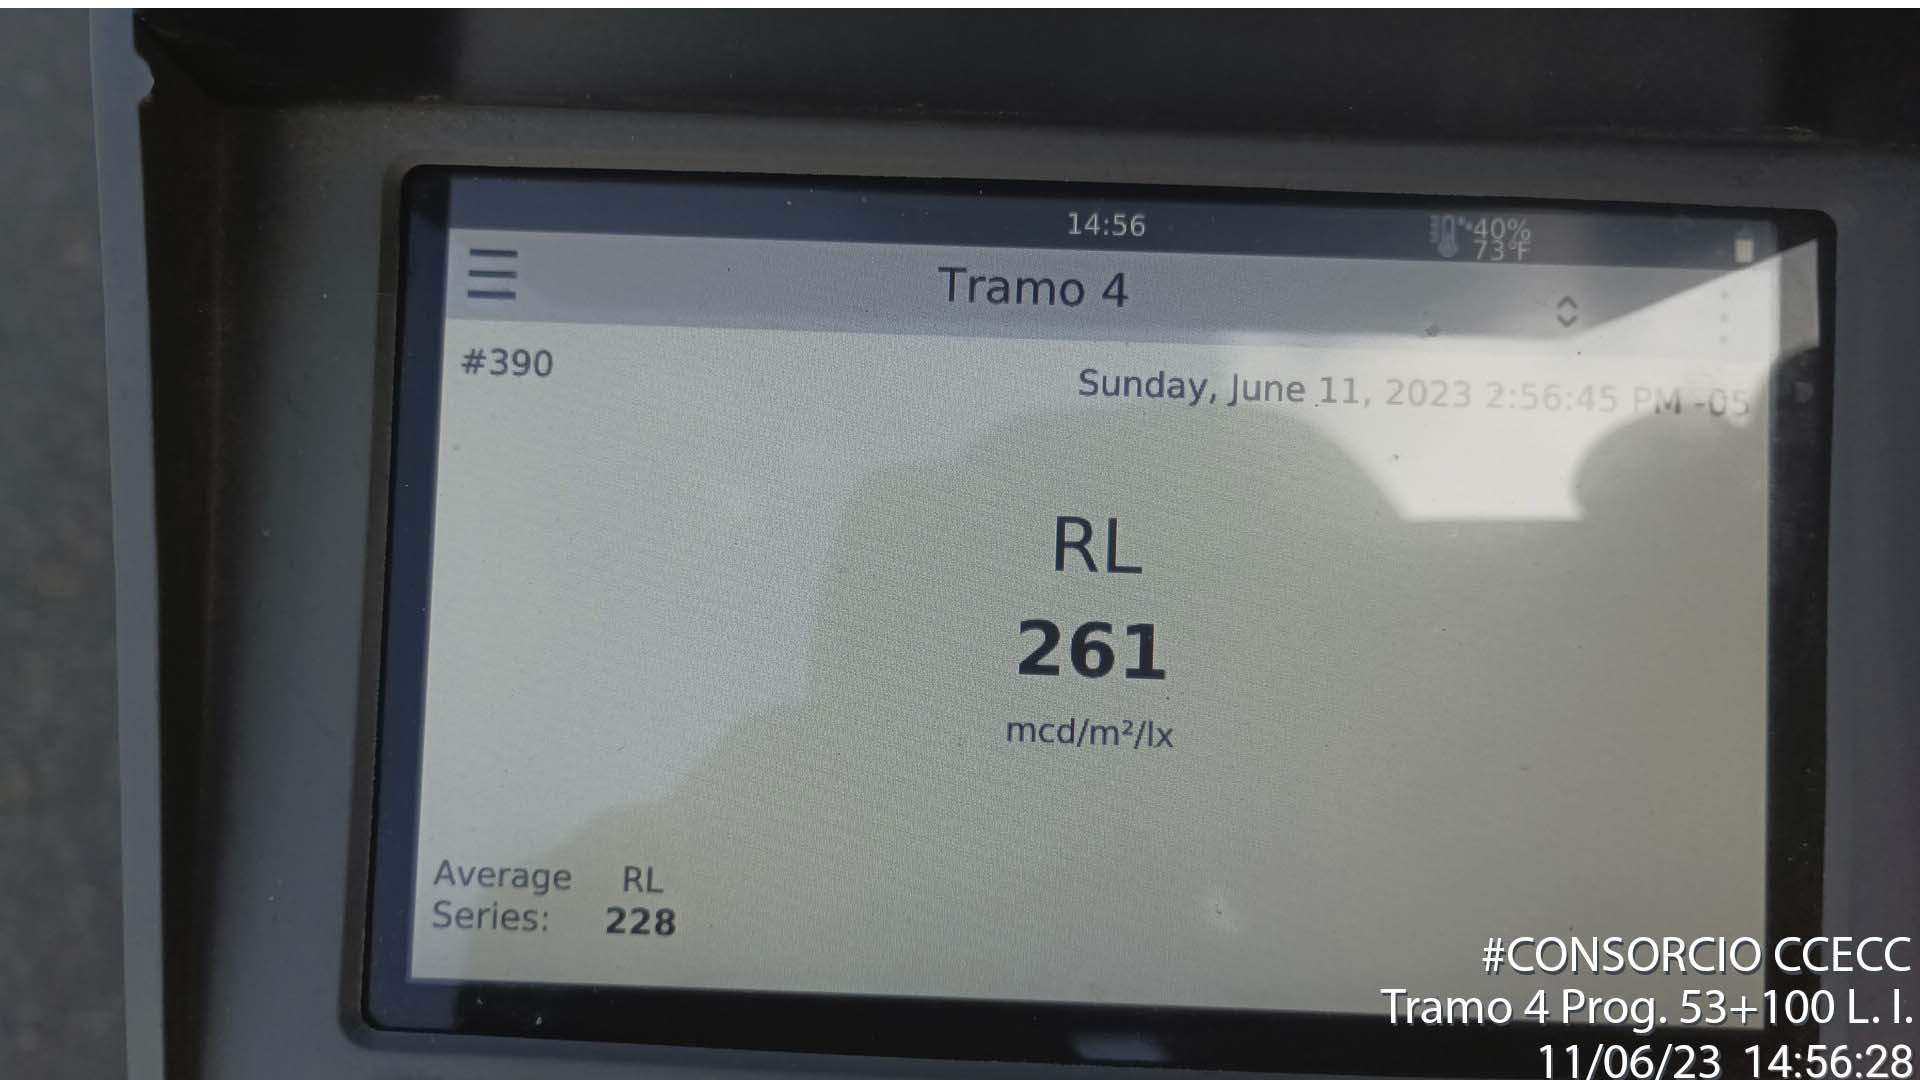 14:56
40%
73°F
Tramo 4
#390
Sunday, June 11, 2023 2:56:45 PM -05
RL
261
mcd/m²/lx
Average RL
Series: 228
#CONSORCIO CCECC
Tramo 4 Prog. 53+100 L. I.
11/06/23 14:56:28